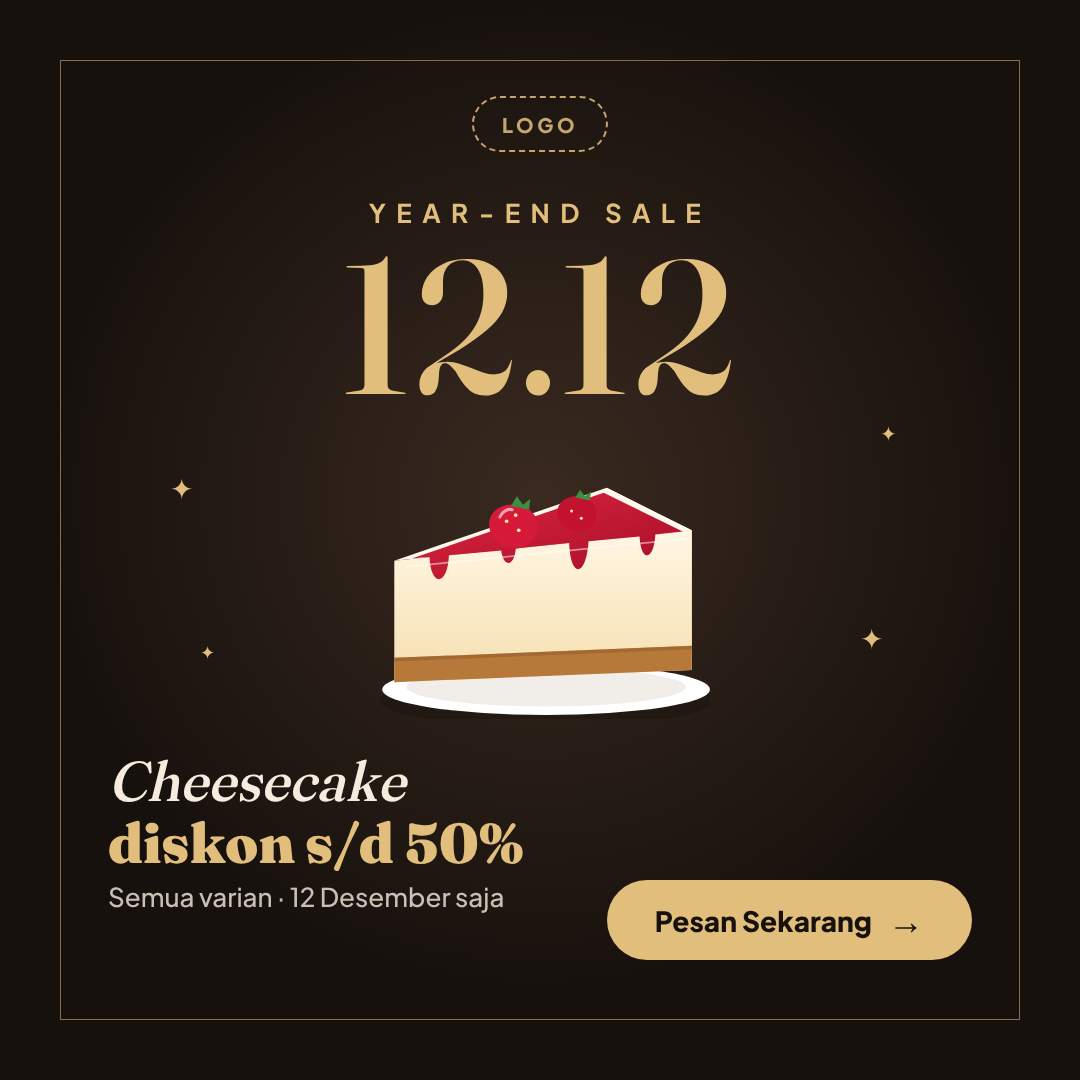 LOGO
YEAR-END SALE
12.12
Cheesecake
diskon s/d 50%
Semua varian · 12 Desember saja
Pesan Sekarang →